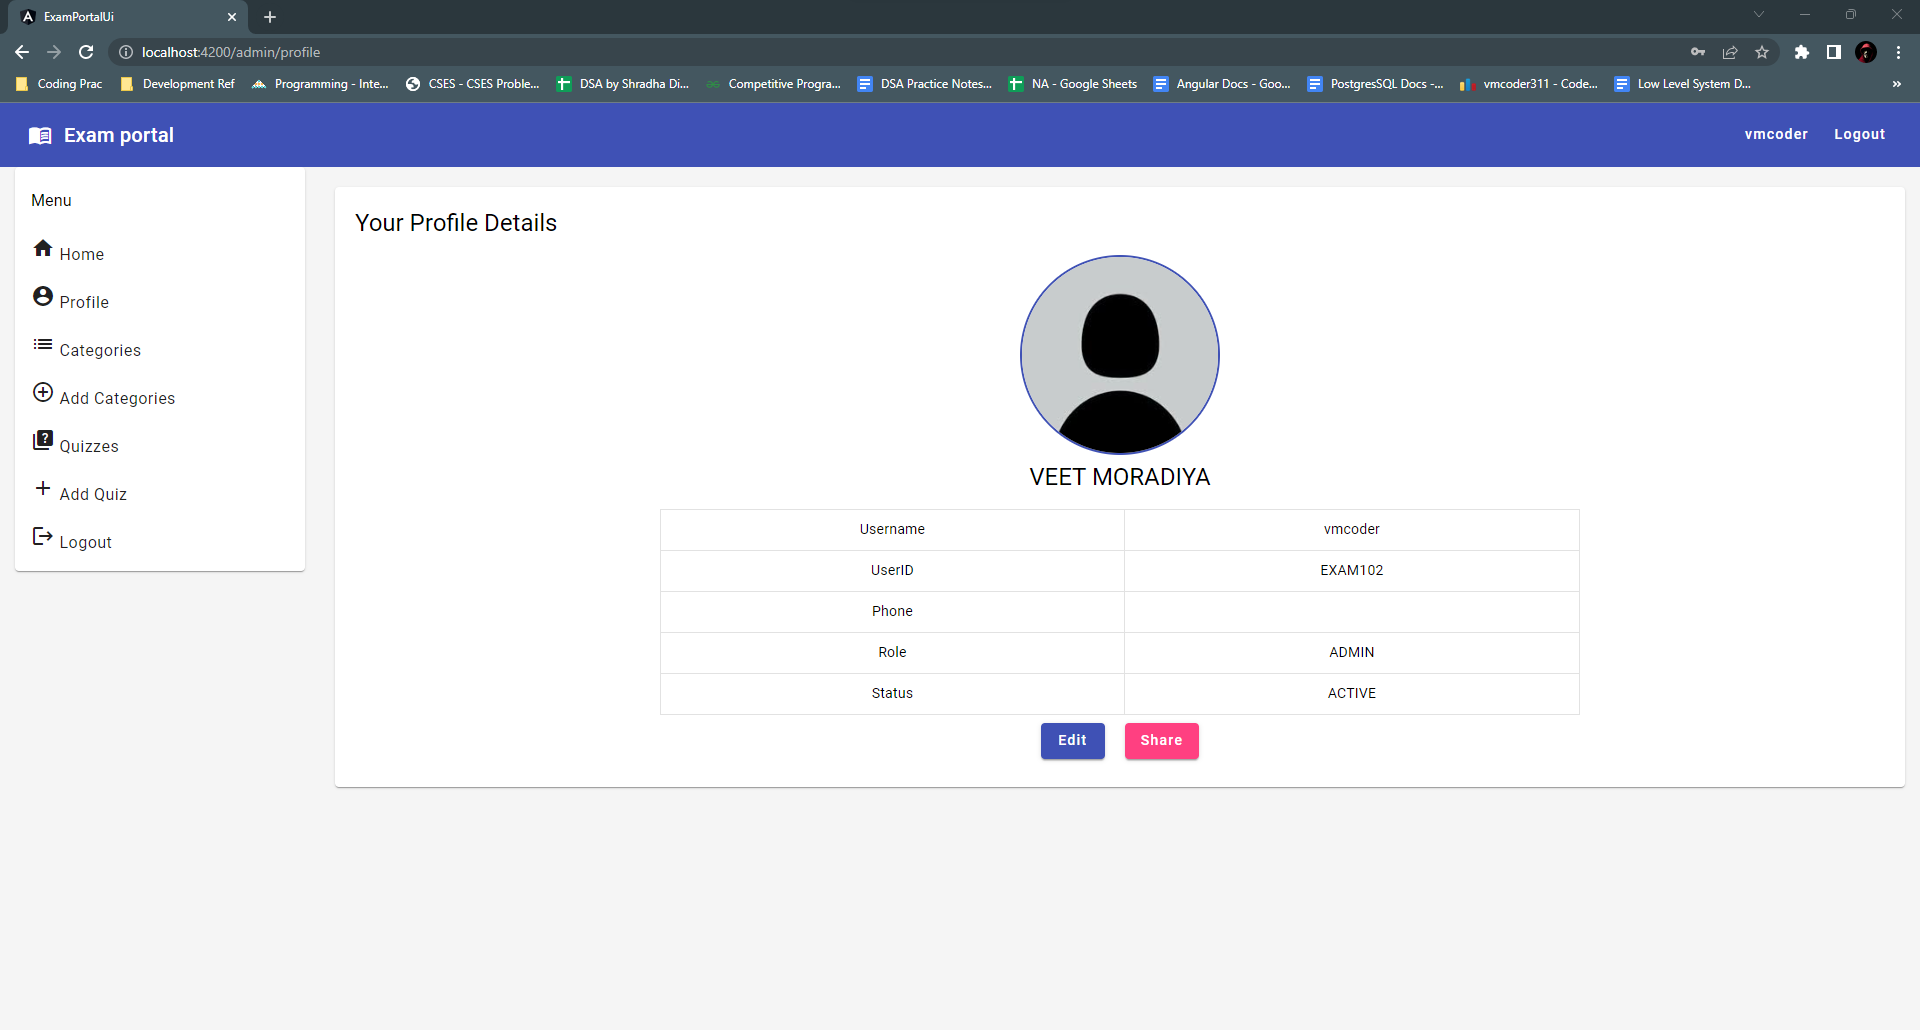 ExamPortalUi
localhost:4200/admin/profile
Coding Prac Development Ref Programming - Inte... CSES - CSES Proble... DSA by Shradha Di... Competitive Progra... DSA Practice Notes... NA - Google Sheets Angular Docs - Goo... PostgresSQL Docs -... vmcoder311 - Code... Low Level System D... »
Exam portal vmcoder Logout
Menu
Home
Profile
Categories
Add Categories
Quizzes
Add Quiz
Logout
Your Profile Details
VEET MORADIYA
Username vmcoder
UserID EXAM102
Phone
Role ADMIN
Status ACTIVE
Edit Share